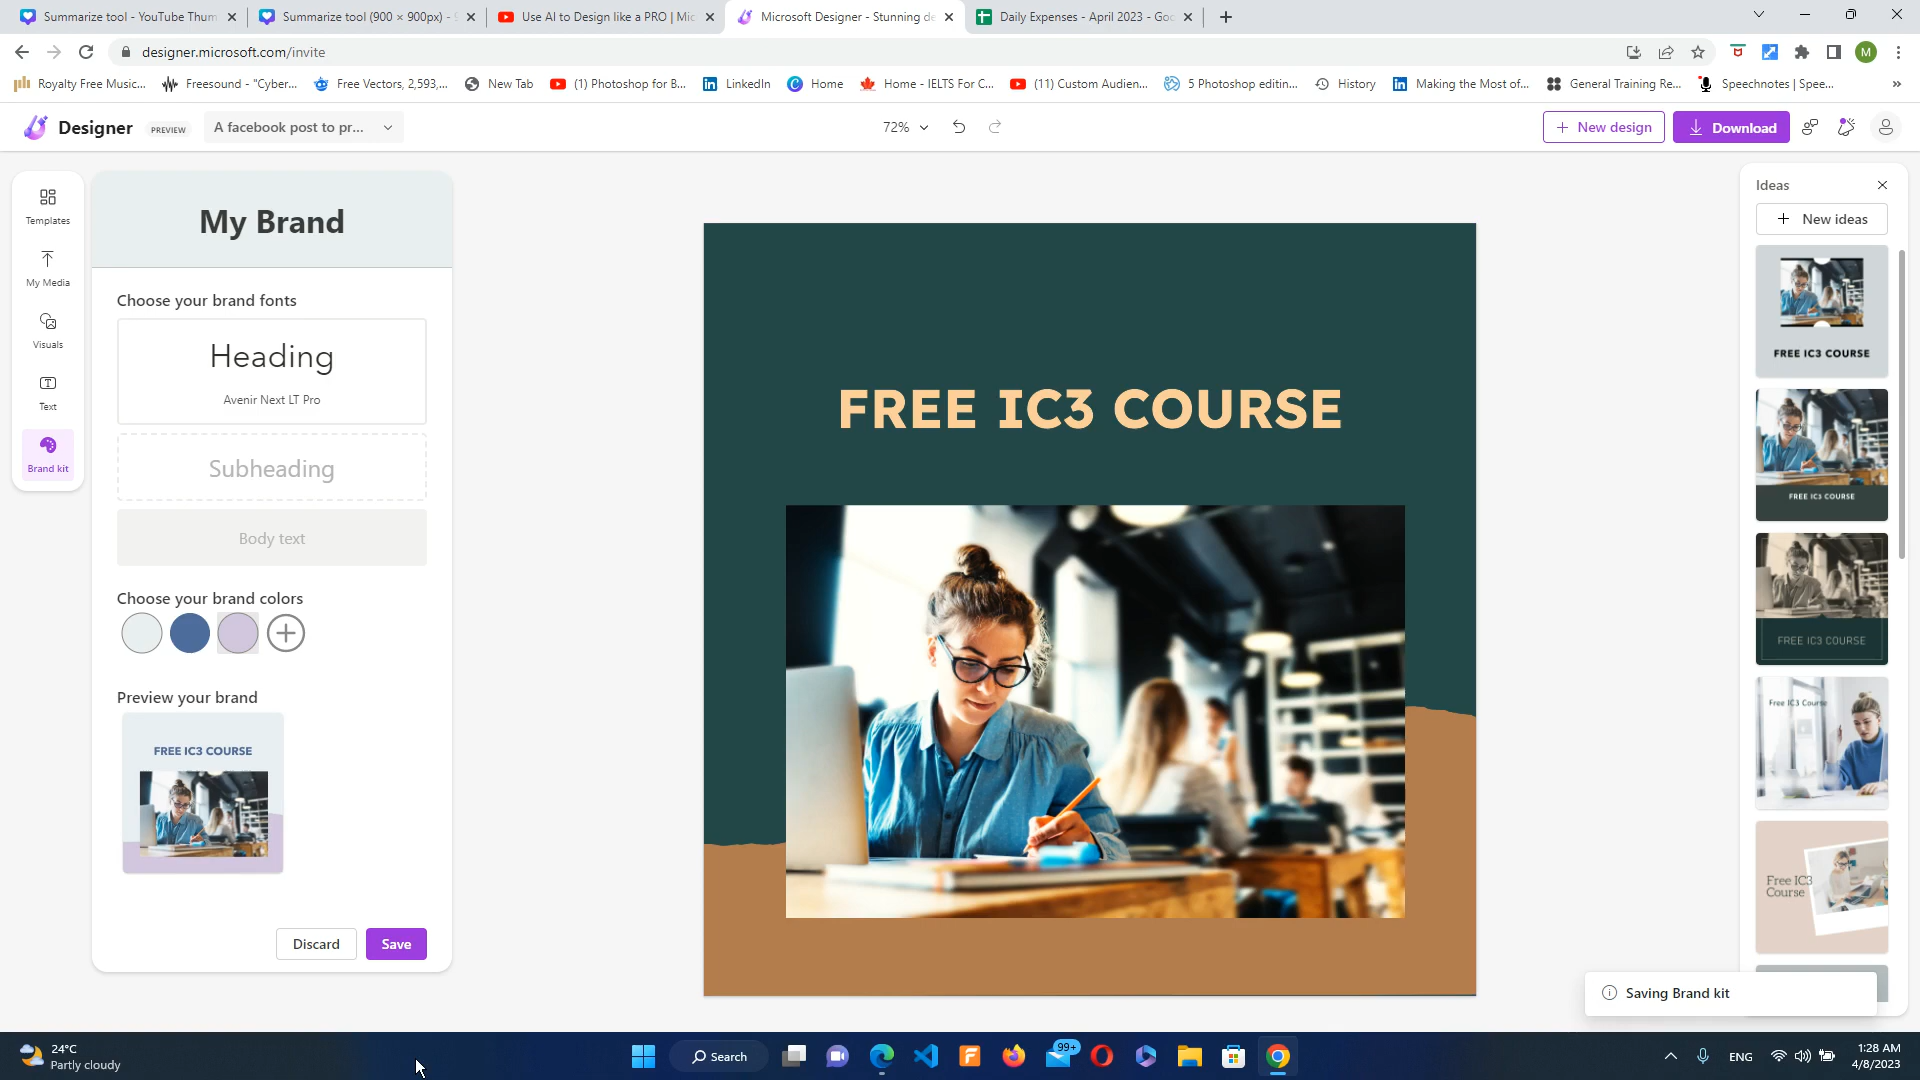 Summarize tool - YouTube Thum
Summarize tool (900 × 900px) - 9
Use AI to Design like a PRO | Mic
Microsoft Designer - Stunning de
Daily Expenses - April 2023 - Goo
designer.microsoft.com/invite
M
Royalty Free Music...
Freesound - "Cyber...
Free Vectors, 2,593,...
New Tab
(1) Photoshop for B...
LinkedIn
Home
Home - IELTS For C...
(11) Custom Audien...
5 Photoshop editin...
History
Making the Most of...
General Training Re...
Speechnotes | Spee...
»
Designer
PREVIEW
A facebook post to pr...
72%
+ New design
Download
Templates
My Media
Visuals
Text
Brand kit
My Brand
Choose your brand fonts
Heading
Avenir Next LT Pro
Subheading
Body text
Choose your brand colors
Preview your brand
FREE IC3 COURSE
Discard
Save
FREE IC3 COURSE
Ideas
+ New ideas
FREE IC3 COURSE
FREE IC3 COURSE
FREE IC3 COURSE
Free IC3 Course
Free IC3
Course
Saving Brand kit
24°C
Partly cloudy
Search
99+
ENG
1:28 AM
4/8/2023